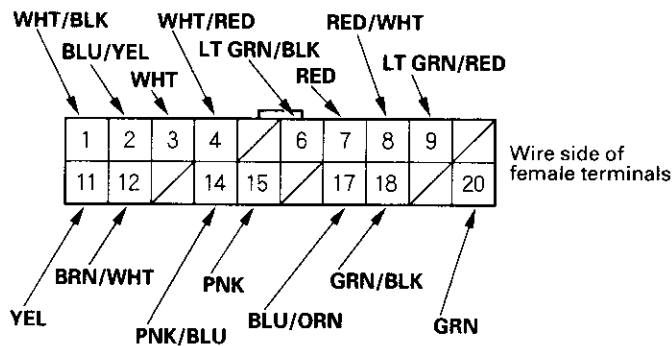 WHT/BLK
WHT/RED
RED/WHT
BLU/YEL
LT GRN/BLK
LT GRN/RED
WHT
RED
1 2 3 4 6 7 8 9
11 12 14 15 17 18 20
Wire side of
female terminals
BRN/WHT
PNK
GRN/BLK
YEL
PNK/BLU
BLU/ORN
GRN